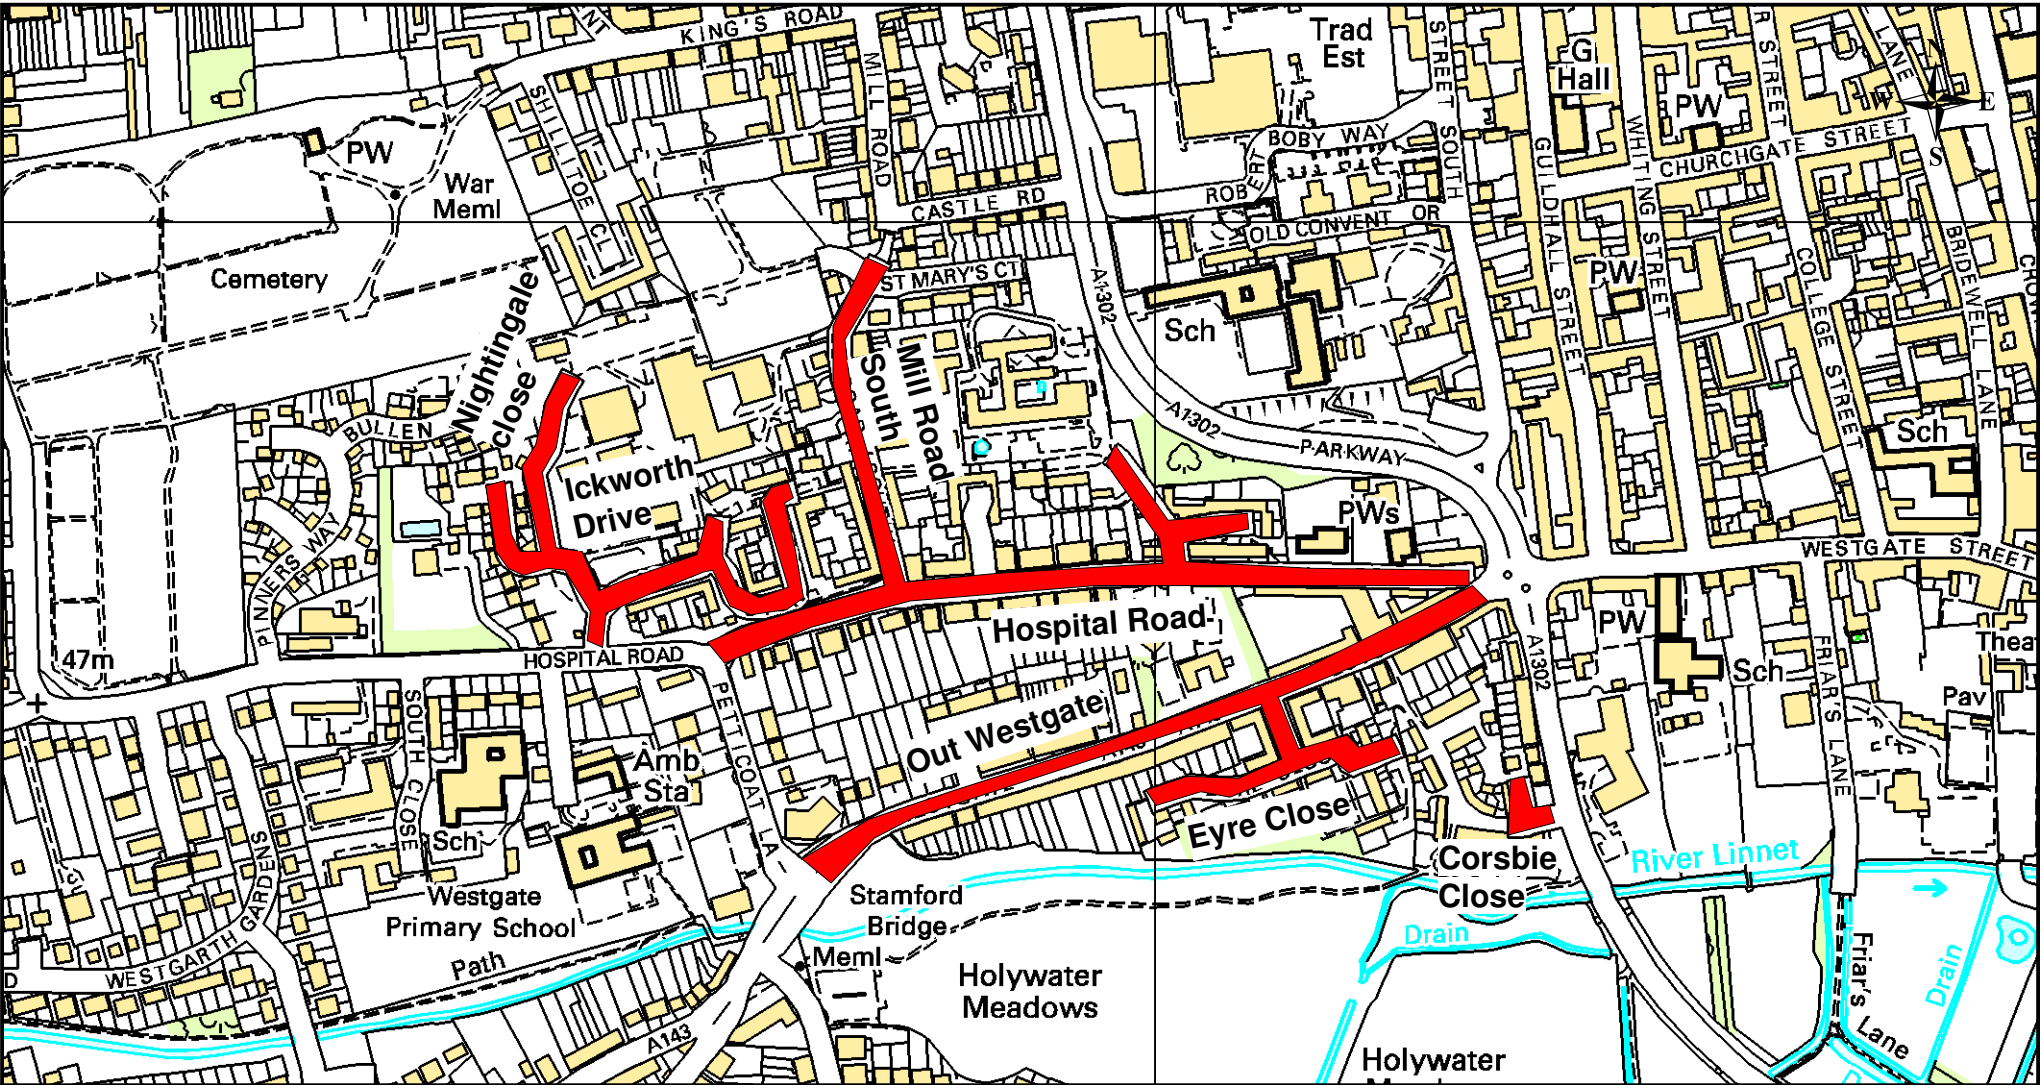 KING'S ROAD
NT
MILL ROAD
SHILLITOE CL
Trad
Est
STREET SOUTH
G
Hall
PW
R STREET
LANE
N
W
E
S
BOBY WAY
ROBERT
CHURCHGATE STREET
GUILDHALL STREET
WHITING STREET
PW
War
Meml
CASTLE RD
OLD CONVENT OR
COLLEGE STREET
BRIDEWELL LANE
CRO
Cemetery
ST MARY'S CT
A1302
Sch
PW
Nightingale
close
Mill Road
South
BULLEN
A1302
PARKWAY
Sch
Ickworth
Drive
PINNERS WAY
PWs
WESTGATE STREET
Hospital Road
HOSPITAL ROAD
47m
PW
A1302
Sch
FRIAR'S LANE
Thea
Pav
SOUTH CLOSE
PETTICOAT LA
Out Westgate
Amb
Sta
Sch
Eyre Close
Corsbie
Close
River Linnet
WESTGARTH GARDENS
Westgate
Primary School
Stamford
Bridge
Meml
Drain
Path
D
Holywater
Meadows
Friar's
Lane
Drain
A143
Holywater